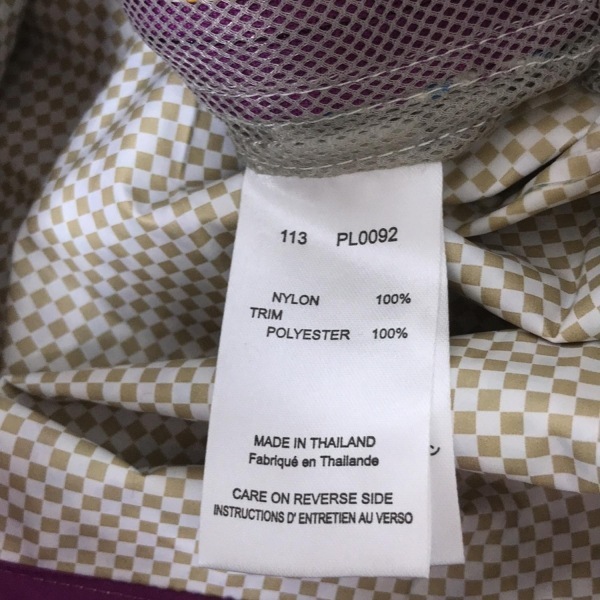 113 PL0092
NYLON 100%
TRIM
POLYESTER 100%
MADE IN THAILAND
Fabriqué en Thaïlande
CARE ON REVERSE SIDE
INSTRUCTIONS D' ENTRETIEN AU VERSO